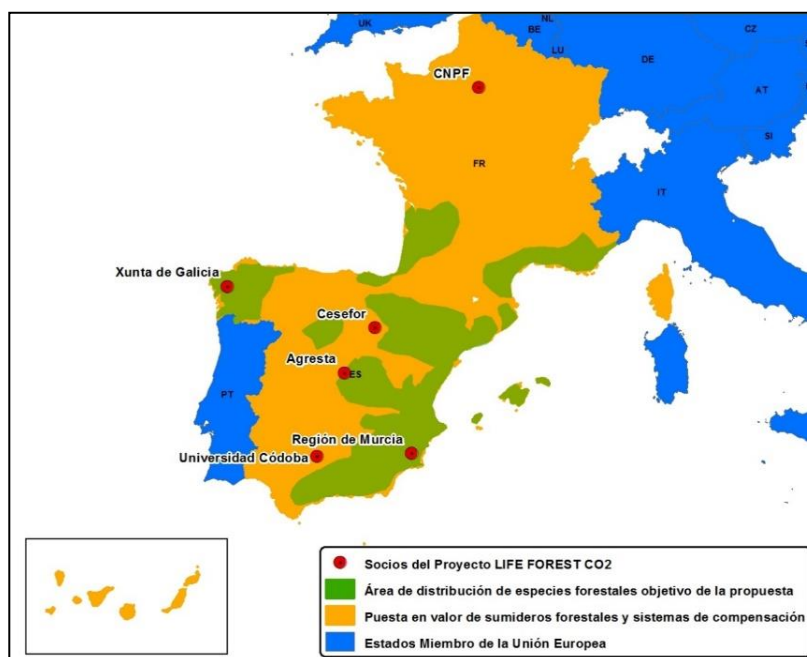 UK
NL
BE
LU
DE
CZ
AT
SI
IT
CNPF
FR
Xunta de Galicia
Cesefor
Agresta
ES
PT
Región de Murcia
Universidad Códoba
Socios del Proyecto LIFE FOREST CO2
Área de distribución de especies forestales objetivo de la propuesta
Puesta en valor de sumideros forestales y sistemas de compensación
Estados Miembro de la Unión Europea